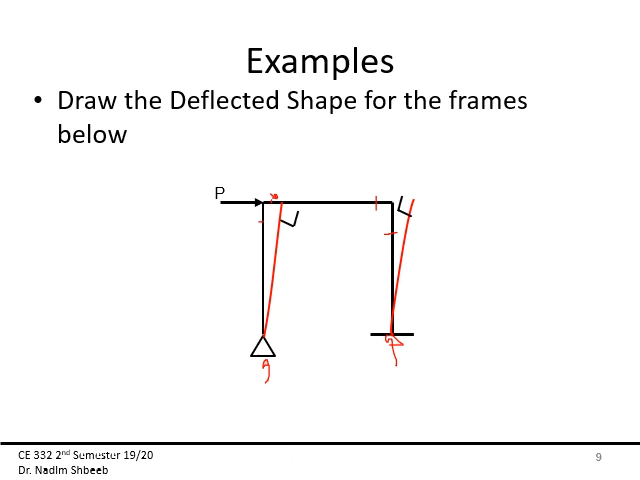 Examples
• Draw the Deflected Shape for the frames
below
P
CE 332 2nd Semester 19/20
Dr. Nadim Shbeeb
9